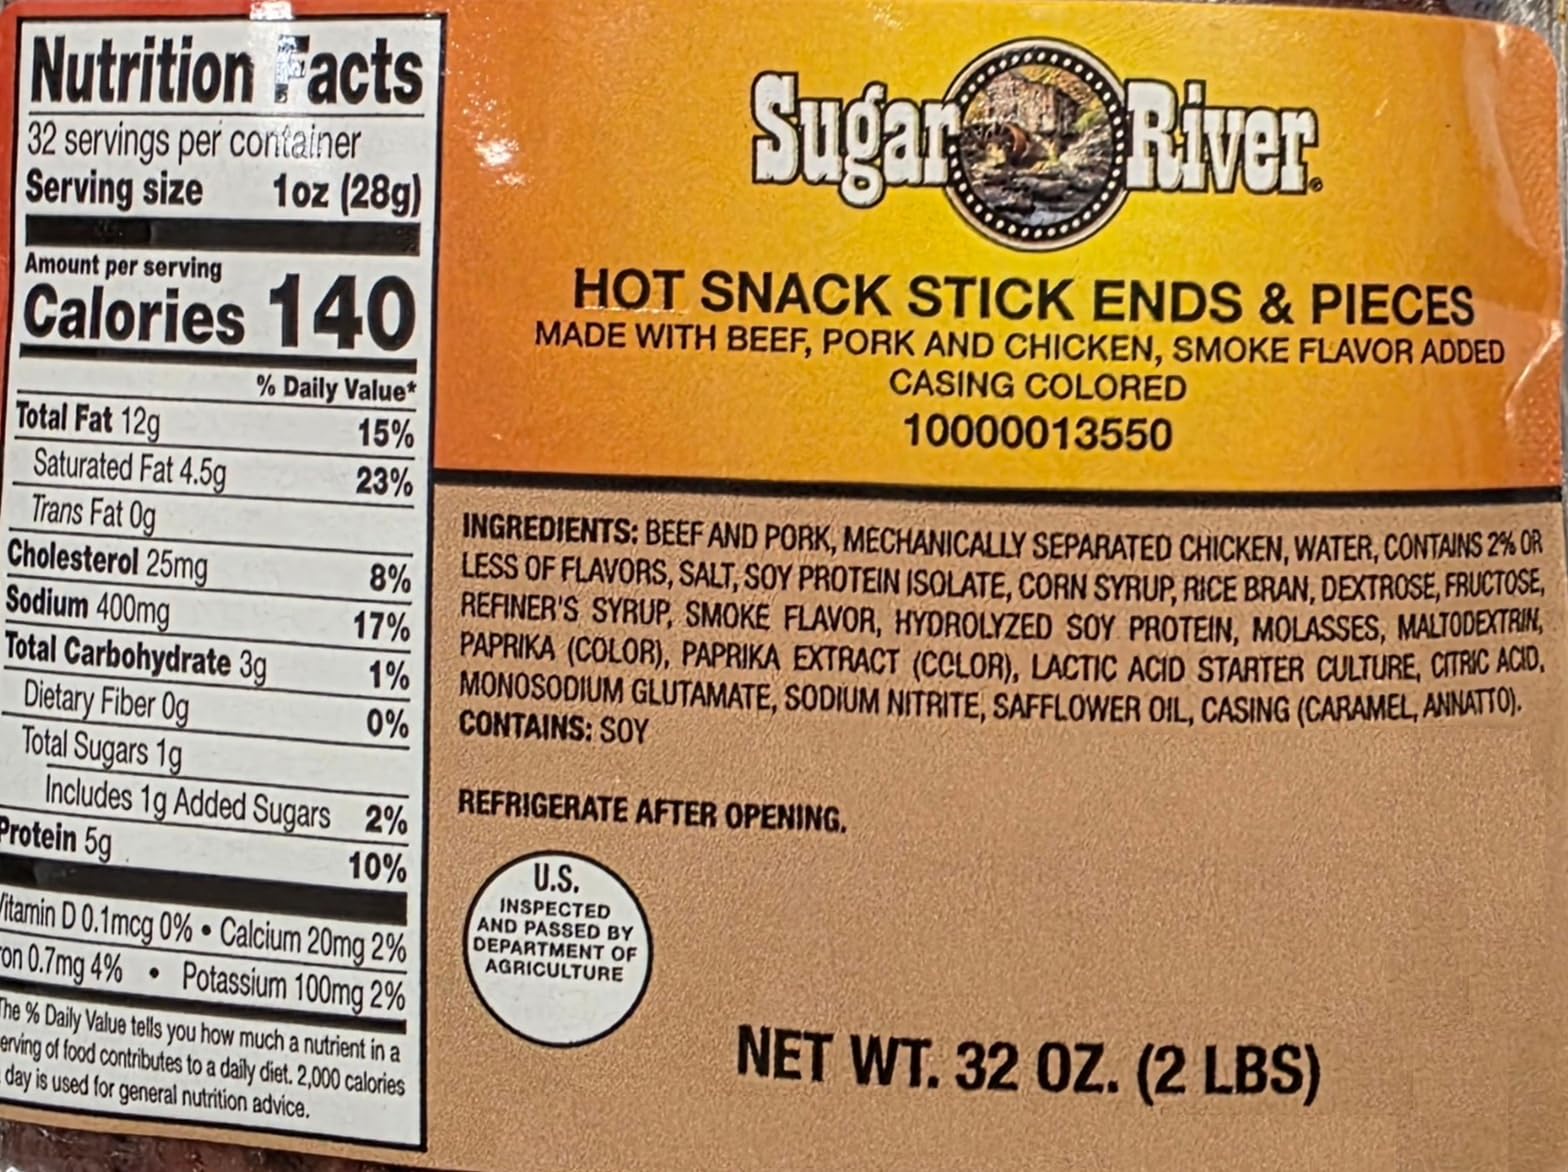 Nutrition Facts
32 servings per container
Serving size 1oz (28g)
Amount per serving
Calories 140
% Daily Value*
Total Fat 12g 15%
Saturated Fat 4.5g 23%
Trans Fat 0g
Cholesterol 25mg 8%
Sodium 400mg 17%
Total Carbohydrate 3g 1%
Dietary Fiber 0g 0%
Total Sugars 1g
Includes 1g Added Sugars 2%
Protein 5g 10%
Vitamin D 0.1mcg 0% • Calcium 20mg 2%
ron 0.7mg 4% • Potassium 100mg 2%
The % Daily Value tells you how much a nutrient in a
erving of food contributes to a daily diet. 2,000 calories
day is used for general nutrition advice.
Sugar River®
HOT SNACK STICK ENDS & PIECES
MADE WITH BEEF, PORK AND CHICKEN, SMOKE FLAVOR ADDED
CASING COLORED
10000013550
INGREDIENTS: BEEF AND PORK, MECHANICALLY SEPARATED CHICKEN, WATER, CONTAINS 2% OR
LESS OF FLAVORS, SALT, SOY PROTEIN ISOLATE, CORN SYRUP, RICE BRAN, DEXTROSE, FRUCTOSE,
REFINER'S SYRUP, SMOKE FLAVOR, HYDROLYZED SOY PROTEIN, MOLASSES, MALTODEXTRIN,
PAPRIKA (COLOR), PAPRIKA EXTRACT (COLOR), LACTIC ACID STARTER CULTURE, CITRIC ACID,
MONOSODIUM GLUTAMATE, SODIUM NITRITE, SAFFLOWER OIL, CASING (CARAMEL, ANNATTO).
CONTAINS: SOY
REFRIGERATE AFTER OPENING.
U.S.
INSPECTED
AND PASSED BY
DEPARTMENT OF
AGRICULTURE
NET WT. 32 OZ. (2 LBS)